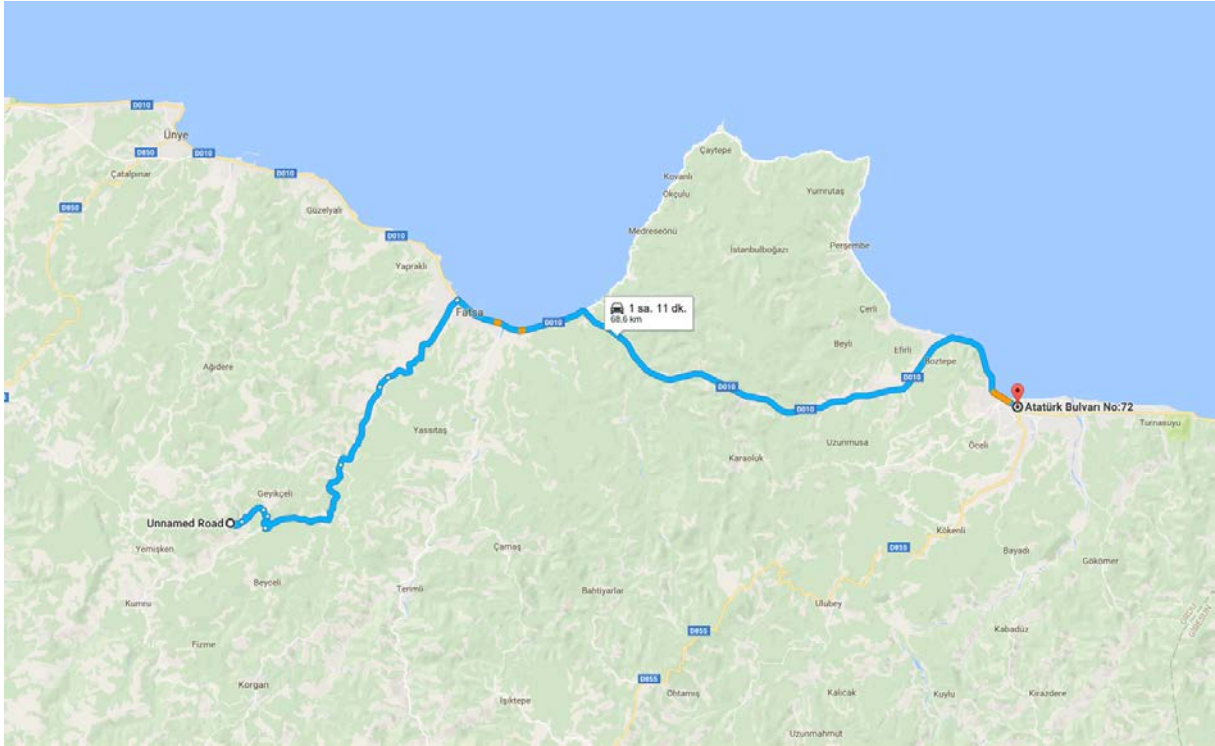 D010
Ünye
D850
D010
Çatalpınar
D010
Çaytepe
Kovanlı
Okçulu
Yumrutaş
D850
Güzelyalı
Medreseönü
D010
İstanbulboğazı
Perşembe
Yapraklı
1 sa. 11 dk.
68,6 km
Fatsa
D010
Çerli
Beyli
Efirli
Boztepe
Ağıdere
D010
D010
D010
Atatürk Bulvarı No:72
Turnasuyu
Yassıtaş
Uzunmusa
Öceli
Karaoluk
Geyikçeli
Unnamed Road
Kökenli
Yemişken
Çamaş
D855
Bayadı
Gökömer
Beyceli
Terimli
Bahtiyarlar
Kumru
Ulubey
ORDU
GİRESUN
Fizme
D855
Kabadüz
Korgan
D855
Işıktepe
Ohtamış
Kalıcak
Kuylu
Kirazdere
Uzunmahmut